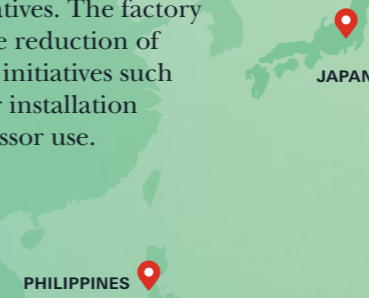 atives. The factory
e reduction of
initiatives such
installation
ssor use.
JAPAN
PHILIPPINES